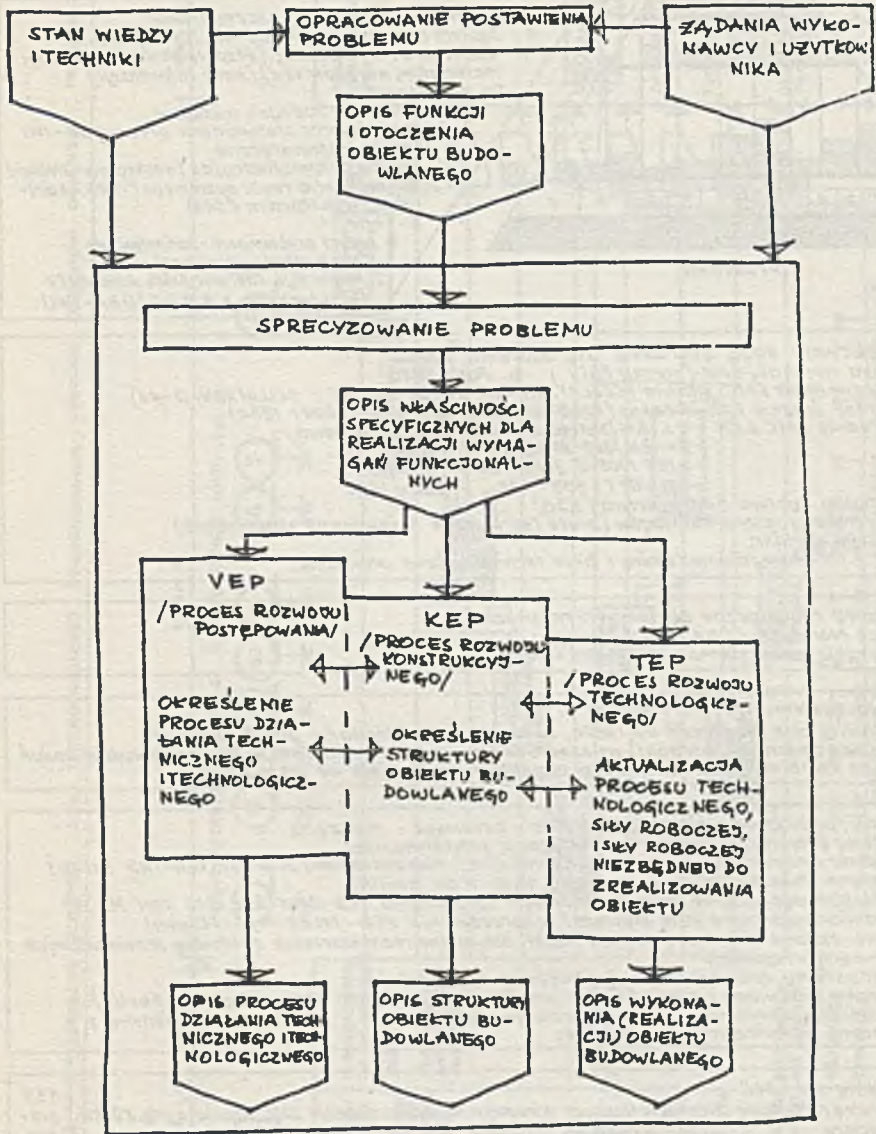 STAN WIEDZY
I TECHNIKI
OPRACOWANIE POSTAWIENIA
PROBLEMU
ŻĄDANIA WYKO-
NAWCY I UŻYTKOW
NIKA
OPIS FUNKCJI
I OTOCZENIA
OBIEKTU BUDO-
WLANEGO
SPRECYZOWANIE PROBLEMU
OPIS WŁAŚCIWOŚCI
SPECYFICZNYCH DLA
REALIZACJI WYMA-
GAŃ FUNKCJONAL-
NYCH
VEP
/PROCES ROZWOJU
POSTĘPOWANIA/
OKREŚLENIE
PROCESU DZIA-
ŁANIA TECH-
NICZNEGO
I TECHNOLOGICZ-
NEGO
KEP
/PROCES ROZWOJU
KONSTRUKCYJ-
NEGO/
OKREŚLENIE
STRUKTURY
OBIEKTU BU-
DOWLANEGO
TEP
/PROCES ROZWOJU
TECHNOLOGICZ-
NEGO/
AKTUALIZACJA
PROCESU TECH-
NOLOGICZNEGO,
SIŁY ROBOCZEJ,
I SIŁY ROBOCZEJ
NIEZBĘDNEJ DO
ZREALIZOWANIA
OBIEKTU
OPIS PROCESU
DZIAŁANIA TECH-
NICZNEGO I TECH-
NOLOGICZNEGO
OPIS STRUKTURY
OBIEKTU BU-
DOWLANEGO
OPIS WYKONA-
NIA (REALIZA-
CJI) OBIEKTU
BUDOWLANEGO